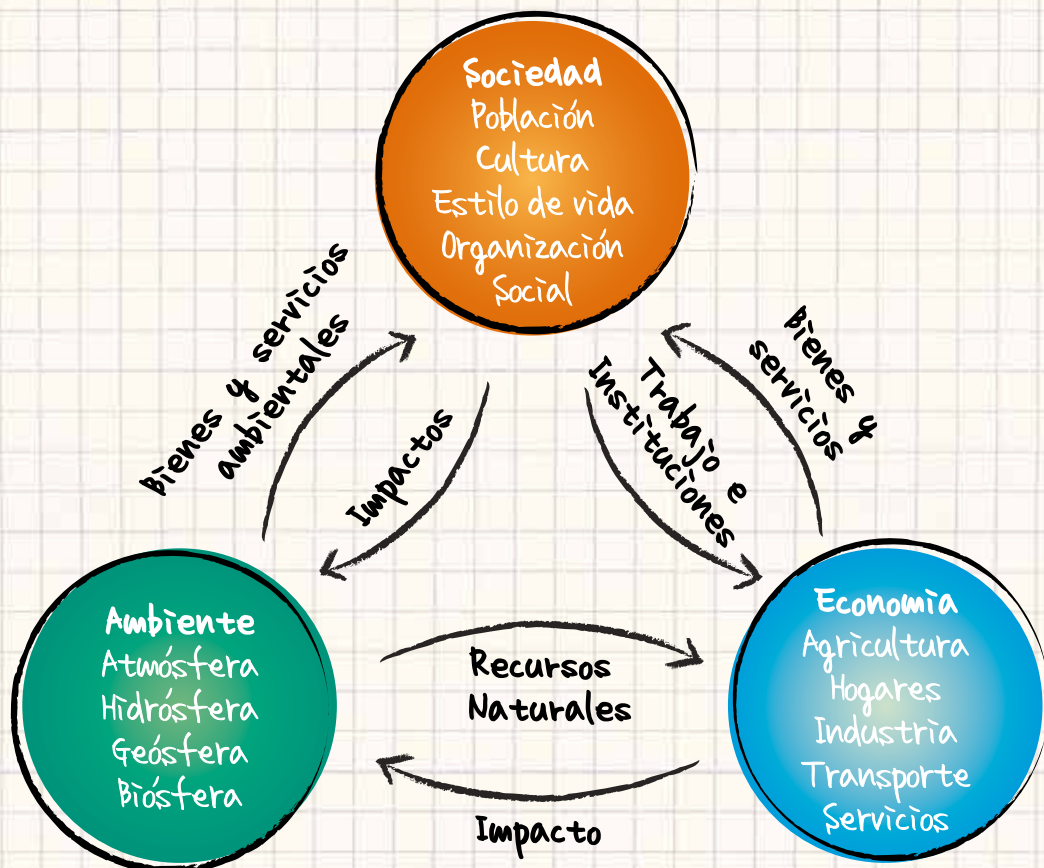 Sociedad
Población
Cultura
Estilo de vida
Organización
Social
Bienes y servicios
ambientales
Impactos
Trabajo e
Instituciones
Bienes y
servicios
Ambiente
Atmósfera
Hidrósfera
Geósfera
Biósfera
Recursos
Naturales
Impacto
Economía
Agricultura
Hogares
Industria
Transporte
Servicios